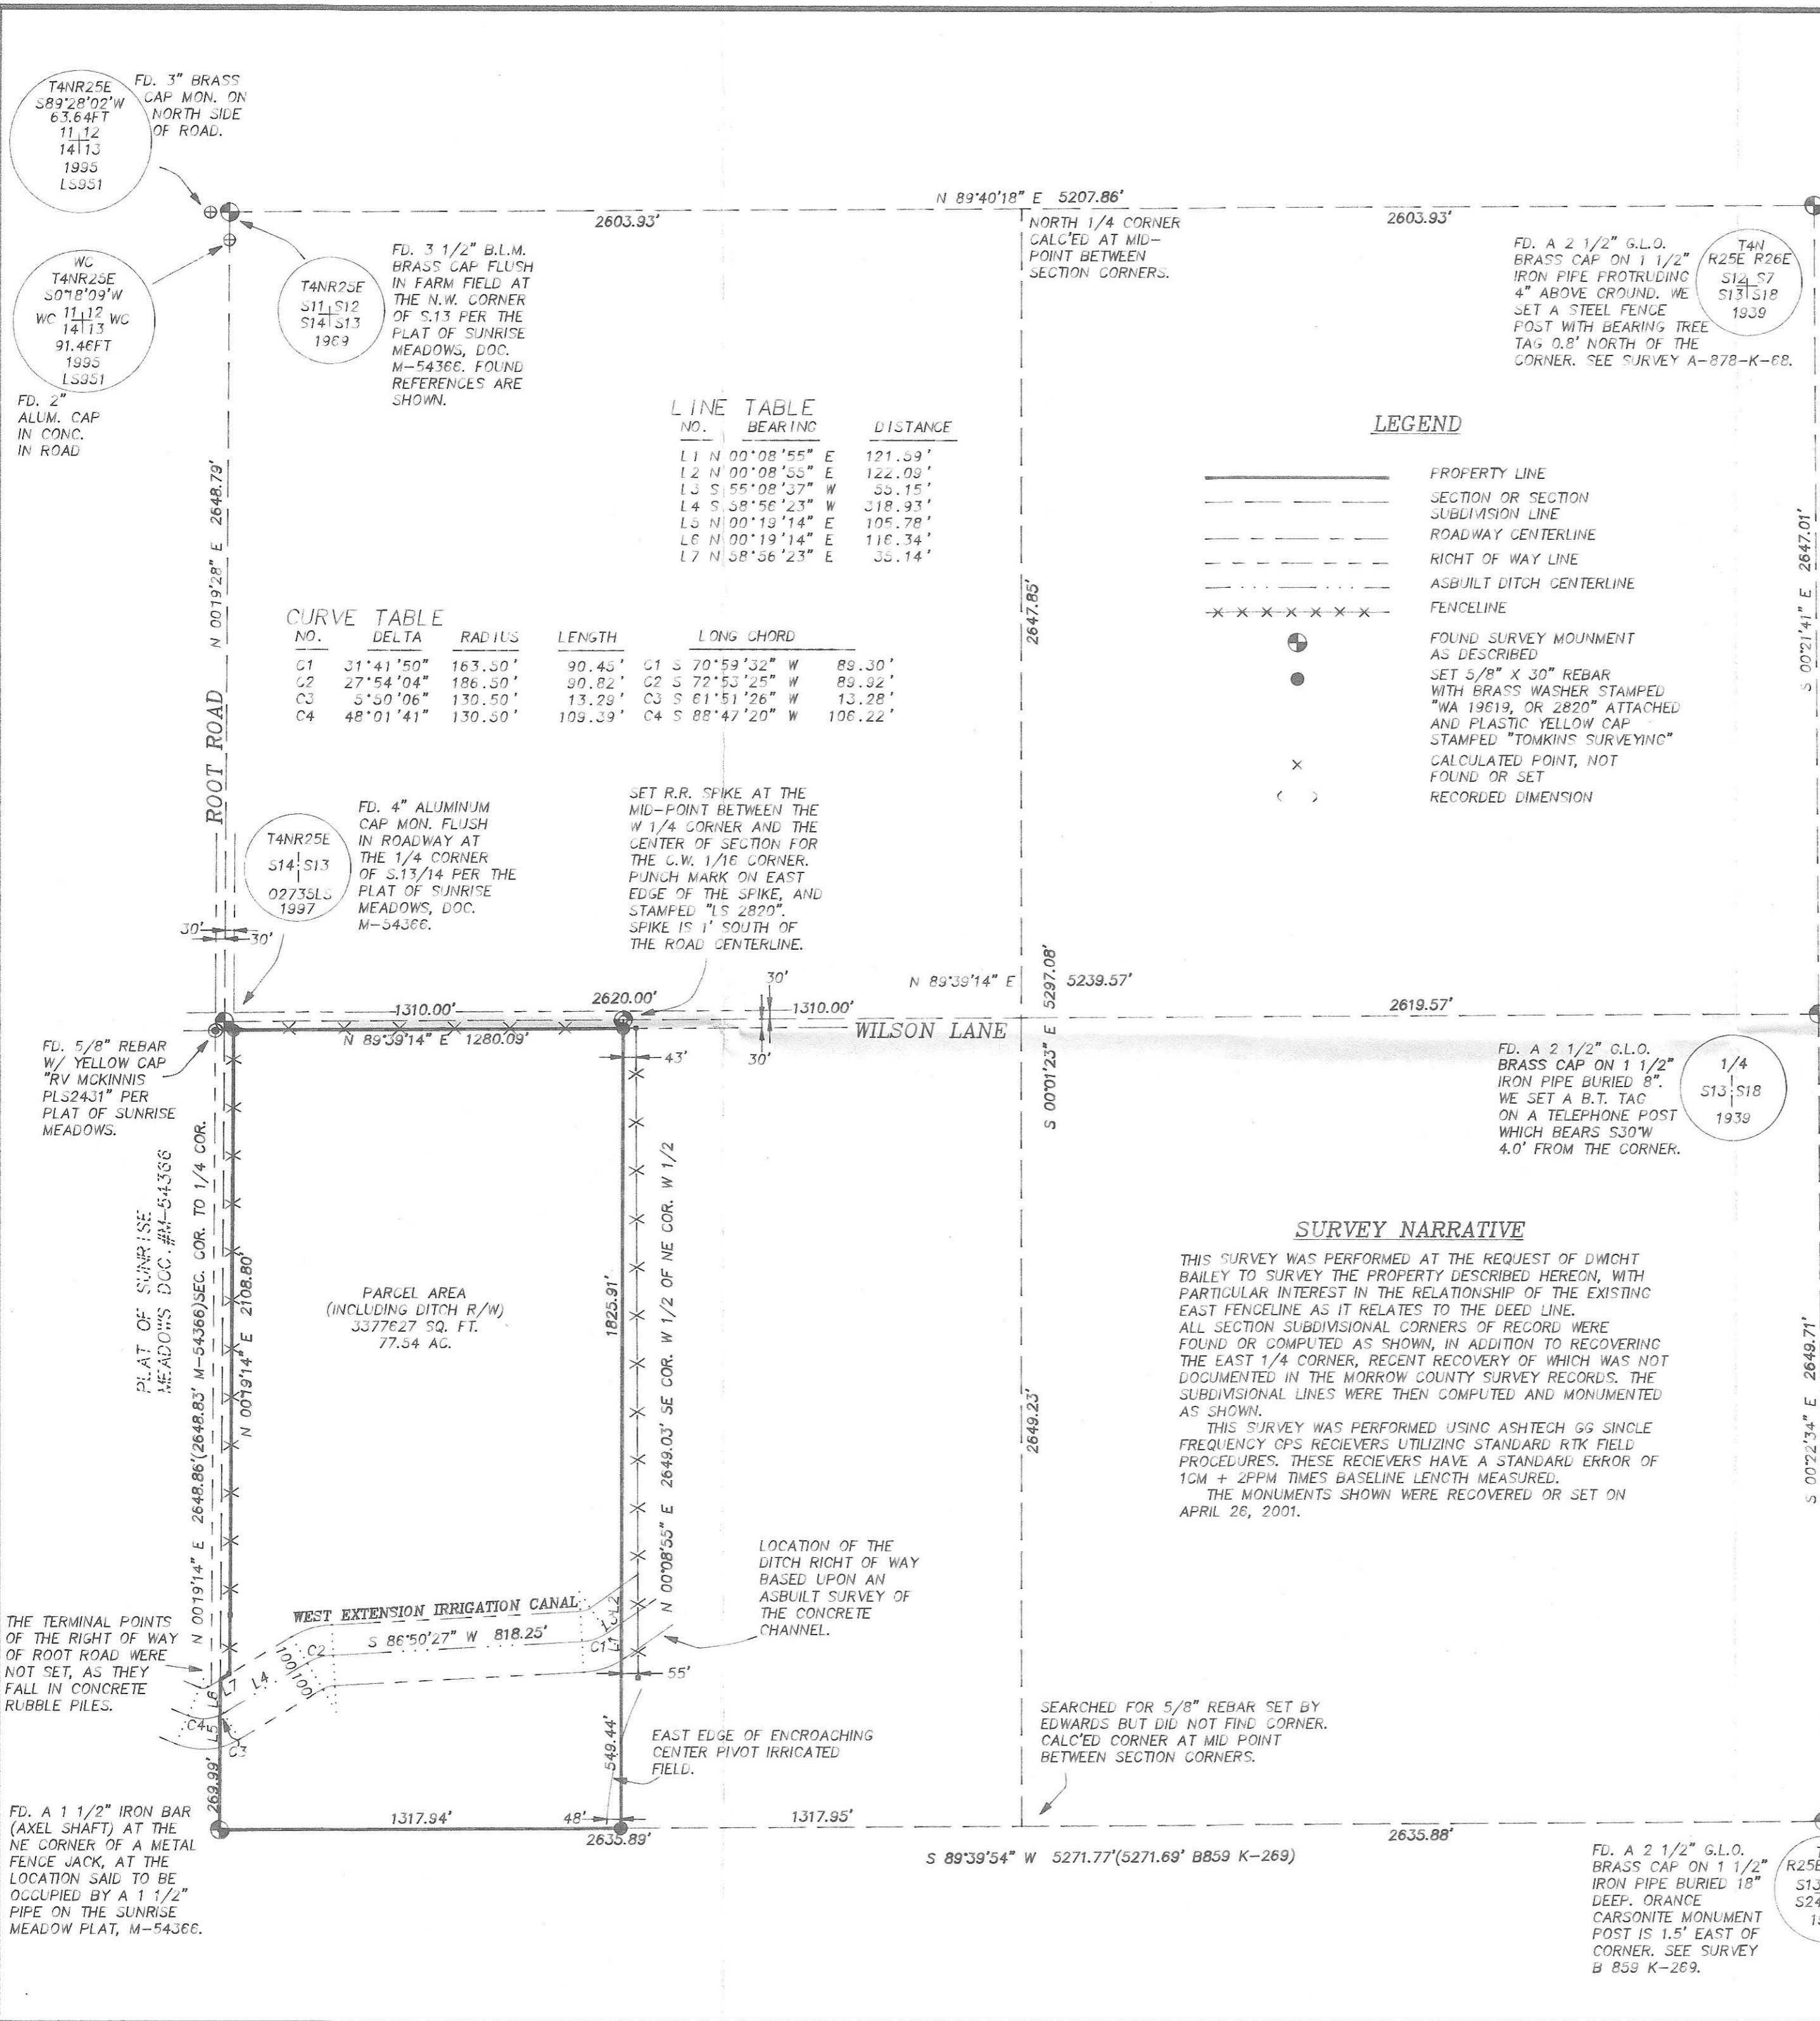 T4NR25E
S89°28'02"W
63.64FT
11 12
14 13
1995
LS951
FD. 3" BRASS
CAP MON. ON
NORTH SIDE
OF ROAD.
WC
T4NR25E
S0°18'09"W
WC 11 12 WC
14 13
91.46FT
1995
LS951
FD. 2"
ALUM. CAP
IN CONC.
IN ROAD
T4NR25E
S11 S12
S14 S13
1969
FD. 3 1/2" B.L.M.
BRASS CAP FLUSH
IN FARM FIELD AT
THE N.W. CORNER
OF S.13 PER THE
PLAT OF SUNRISE
MEADOWS, DOC.
M-54366. FOUND
REFERENCES ARE
SHOWN.
N 89°40'18" E 5207.86'
2603.93'
2603.93'
NORTH 1/4 CORNER
CALC'ED AT MID-
POINT BETWEEN
SECTION CORNERS.
FD. A 2 1/2" G.L.O.
BRASS CAP ON 1 1/2"
IRON PIPE PROTRUDING
4" ABOVE GROUND. WE
SET A STEEL FENCE
POST WITH BEARING TREE
TAG 0.8' NORTH OF THE
CORNER. SEE SURVEY A-878-K-68.
T4N
R25E R26E
S12 S7
S13 S18
1939
LINE TABLE
NO. BEARING DISTANCE
L1 N 00°08'55" E 121.59'
L2 N 00°08'55" E 122.09'
L3 S 55°08'37" W 55.15'
L4 S 58°56'23" W 318.93'
L5 N 00°19'14" E 105.78'
L6 N 00°19'14" E 116.34'
L7 N 58°56'23" E 35.14'
CURVE TABLE
NO. DELTA RADIUS LENGTH LONG CHORD
C1 31°41'50" 163.50' 90.45' C1 S 70°59'32" W 89.30'
C2 27°54'04" 186.50' 90.82' C2 S 72°53'25" W 89.92'
C3 5°50'06" 130.50' 13.29' C3 S 61°51'26" W 13.28'
C4 48°01'41" 130.50' 109.39' C4 S 88°47'20" W 106.22'
LEGEND
PROPERTY LINE
SECTION OR SECTION
SUBDIVISION LINE
ROADWAY CENTERLINE
RIGHT OF WAY LINE
ASBUILT DITCH CENTERLINE
FENCELINE
FOUND SURVEY MOUNMENT
AS DESCRIBED
SET 5/8" X 30" REBAR
WITH BRASS WASHER STAMPED
"WA 19619, OR 2820" ATTACHED
AND PLASTIC YELLOW CAP
STAMPED "TOMKINS SURVEYING"
CALCULATED POINT, NOT
FOUND OR SET
( ) RECORDED DIMENSION
N 00°19'28" E 2648.79'
ROOT ROAD
2647.85'
S 00°21'41" E 2647.01'
T4NR25E
S14 S13
02735LS
1997
FD. 4" ALUMINUM
CAP MON. FLUSH
IN ROADWAY AT
THE 1/4 CORNER
OF S.13/14 PER THE
PLAT OF SUNRISE
MEADOWS, DOC.
M-54366.
SET R.R. SPIKE AT THE
MID-POINT BETWEEN THE
W 1/4 CORNER AND THE
CENTER OF SECTION FOR
THE C.W. 1/16 CORNER.
PUNCH MARK ON EAST
EDGE OF THE SPIKE, AND
STAMPED "LS 2820".
SPIKE IS 1' SOUTH OF
THE ROAD CENTERLINE.
30'
30'
N 89°39'14" E 5239.57'
1310.00'
2620.00'
1310.00'
2619.57'
30'
30'
WILSON LANE
S 00°01'23" E 5297.08'
N 89°39'14" E 1280.09'
43'
FD. 5/8" REBAR
W/ YELLOW CAP
"RV MCKINNIS
PLS2431" PER
PLAT OF SUNRISE
MEADOWS.
FD. A 2 1/2" G.L.O.
BRASS CAP ON 1 1/2"
IRON PIPE BURIED 8".
WE SET A B.T. TAG
ON A TELEPHONE POST
WHICH BEARS S30°W
4.0' FROM THE CORNER.
1/4
S13 S18
1939
PLAT OF SUNRISE
MEADOWS DOC. #M-54366
N 00°19'14" E 2648.86'(2648.83' M-54366)SEC. COR. TO 1/4 COR.
N 00°19'14" E 2108.80'
PARCEL AREA
(INCLUDING DITCH R/W)
3377627 SQ. FT.
77.54 AC.
1825.91'
N 00°08'55" E 2649.03' SE COR. W 1/2 OF NE COR. W 1/2
2649.23'
S 00°22'34" E 2649.71'
SURVEY NARRATIVE
THIS SURVEY WAS PERFORMED AT THE REQUEST OF DWIGHT
BAILEY TO SURVEY THE PROPERTY DESCRIBED HEREON, WITH
PARTICULAR INTEREST IN THE RELATIONSHIP OF THE EXISTING
EAST FENCELINE AS IT RELATES TO THE DEED LINE.
ALL SECTION SUBDIVISIONAL CORNERS OF RECORD WERE
FOUND OR COMPUTED AS SHOWN, IN ADDITION TO RECOVERING
THE EAST 1/4 CORNER, RECENT RECOVERY OF WHICH WAS NOT
DOCUMENTED IN THE MORROW COUNTY SURVEY RECORDS. THE
SUBDIVISIONAL LINES WERE THEN COMPUTED AND MONUMENTED
AS SHOWN.
THIS SURVEY WAS PERFORMED USING ASHTECH GG SINGLE
FREQUENCY GPS RECIEVERS UTILIZING STANDARD RTK FIELD
PROCEDURES. THESE RECIEVERS HAVE A STANDARD ERROR OF
1CM + 2PPM TIMES BASELINE LENGTH MEASURED.
THE MONUMENTS SHOWN WERE RECOVERED OR SET ON
APRIL 26, 2001.
LOCATION OF THE
DITCH RIGHT OF WAY
BASED UPON AN
ASBUILT SURVEY OF
THE CONCRETE
CHANNEL.
WEST EXTENSION IRRIGATION CANAL
S 86°50'27" W 818.25'
L3
L2
C1
L1
C2
100
100
L4
L7
L6
C4
L5
C3
55'
THE TERMINAL POINTS
OF THE RIGHT OF WAY
OF ROOT ROAD WERE
NOT SET, AS THEY
FALL IN CONCRETE
RUBBLE PILES.
269.99'
549.44'
EAST EDGE OF ENCROACHING
CENTER PIVOT IRRIGATED
FIELD.
SEARCHED FOR 5/8" REBAR SET BY
EDWARDS BUT DID NOT FIND CORNER.
CALC'ED CORNER AT MID POINT
BETWEEN SECTION CORNERS.
FD. A 1 1/2" IRON BAR
(AXEL SHAFT) AT THE
NE CORNER OF A METAL
FENCE JACK, AT THE
LOCATION SAID TO BE
OCCUPIED BY A 1 1/2"
PIPE ON THE SUNRISE
MEADOW PLAT, M-54366.
1317.94'
48'
1317.95'
2635.89'
2635.88'
S 89°39'54" W 5271.77'(5271.69' B859 K-269)
FD. A 2 1/2" G.L.O.
BRASS CAP ON 1 1/2"
IRON PIPE BURIED 18"
DEEP. ORANGE
CARSONITE MONUMENT
POST IS 1.5' EAST OF
CORNER. SEE SURVEY
B 859 K-269.
R25E
S13
S24